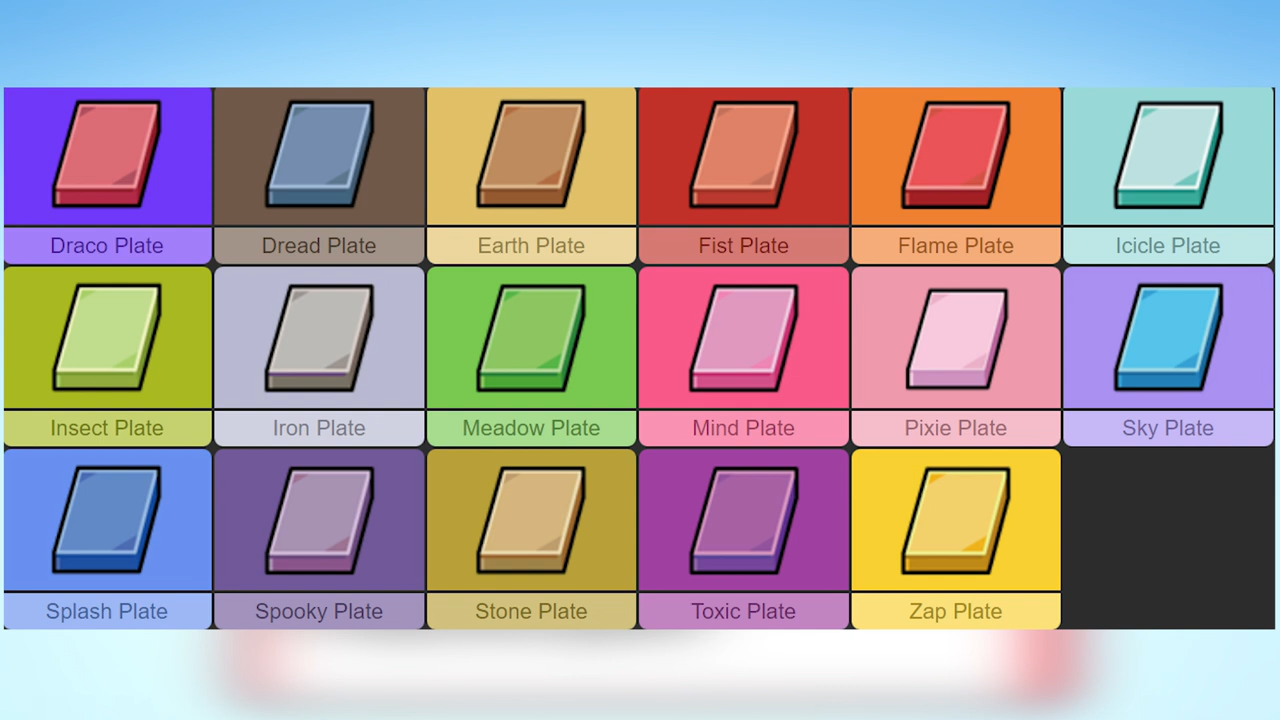 Draco Plate
Dread Plate
Earth Plate
Fist Plate
Flame Plate
Icicle Plate
Insect Plate
Iron Plate
Meadow Plate
Mind Plate
Pixie Plate
Sky Plate
Splash Plate
Spooky Plate
Stone Plate
Toxic Plate
Zap Plate